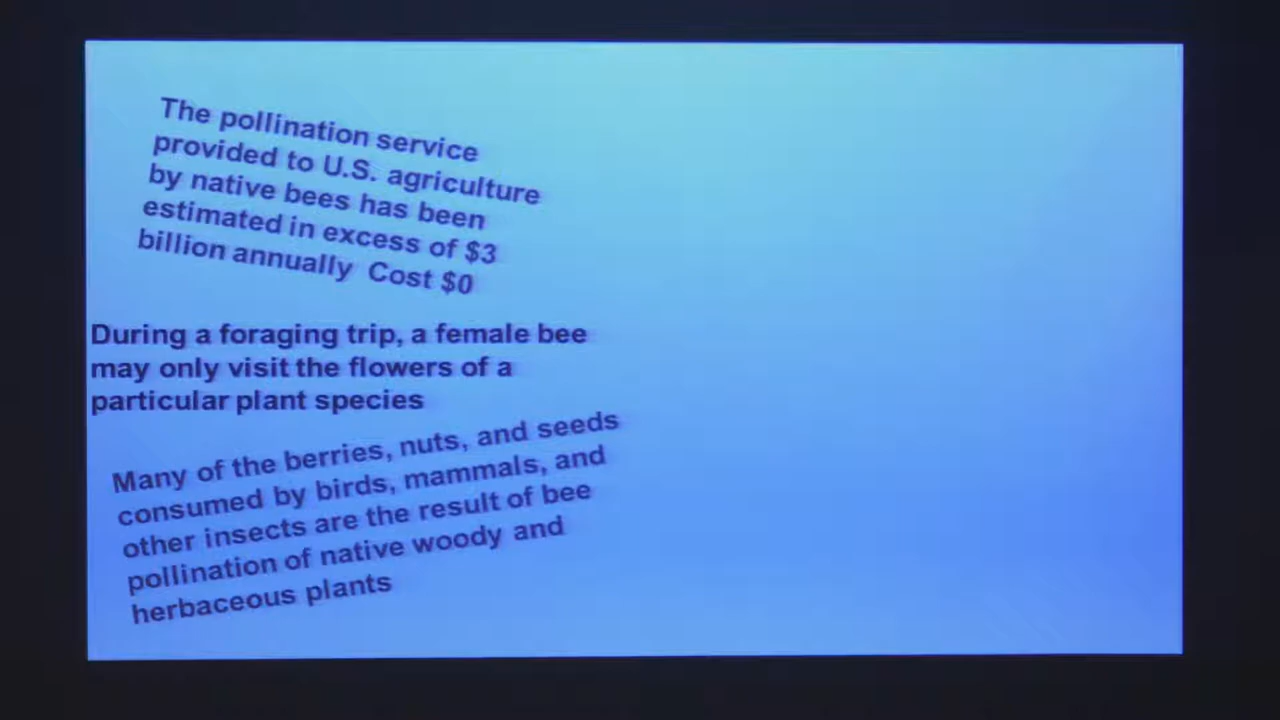 The pollination service
provided to U.S. agriculture
by native bees has been
estimated in excess of $3
billion annually  Cost $0
During a foraging trip, a female bee
may only visit the flowers of a
particular plant species
Many of the berries, nuts, and seeds
consumed by birds, mammals, and
other insects are the result of bee
pollination of native woody and
herbaceous plants